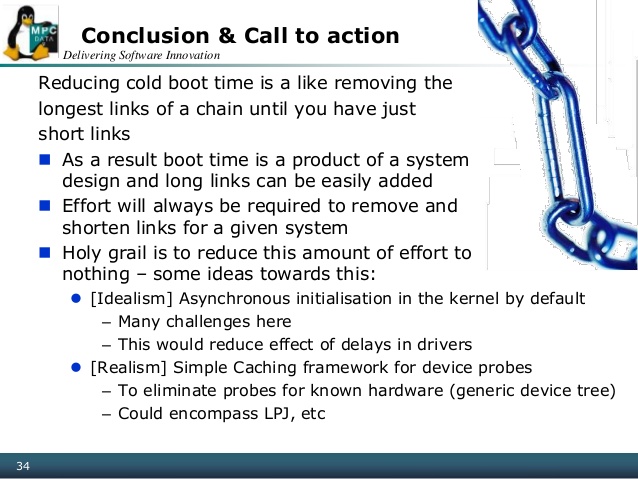 MPC
DATA
Conclusion & Call to action
Delivering Software Innovation
Reducing cold boot time is a like removing the
longest links of a chain until you have just
short links
As a result boot time is a product of a system
design and long links can be easily added
Effort will always be required to remove and
shorten links for a given system
Holy grail is to reduce this amount of effort to
nothing – some ideas towards this:
[Idealism] Asynchronous initialisation in the kernel by default
– Many challenges here
– This would reduce effect of delays in drivers
[Realism] Simple Caching framework for device probes
– To eliminate probes for known hardware (generic device tree)
– Could encompass LPJ, etc
34